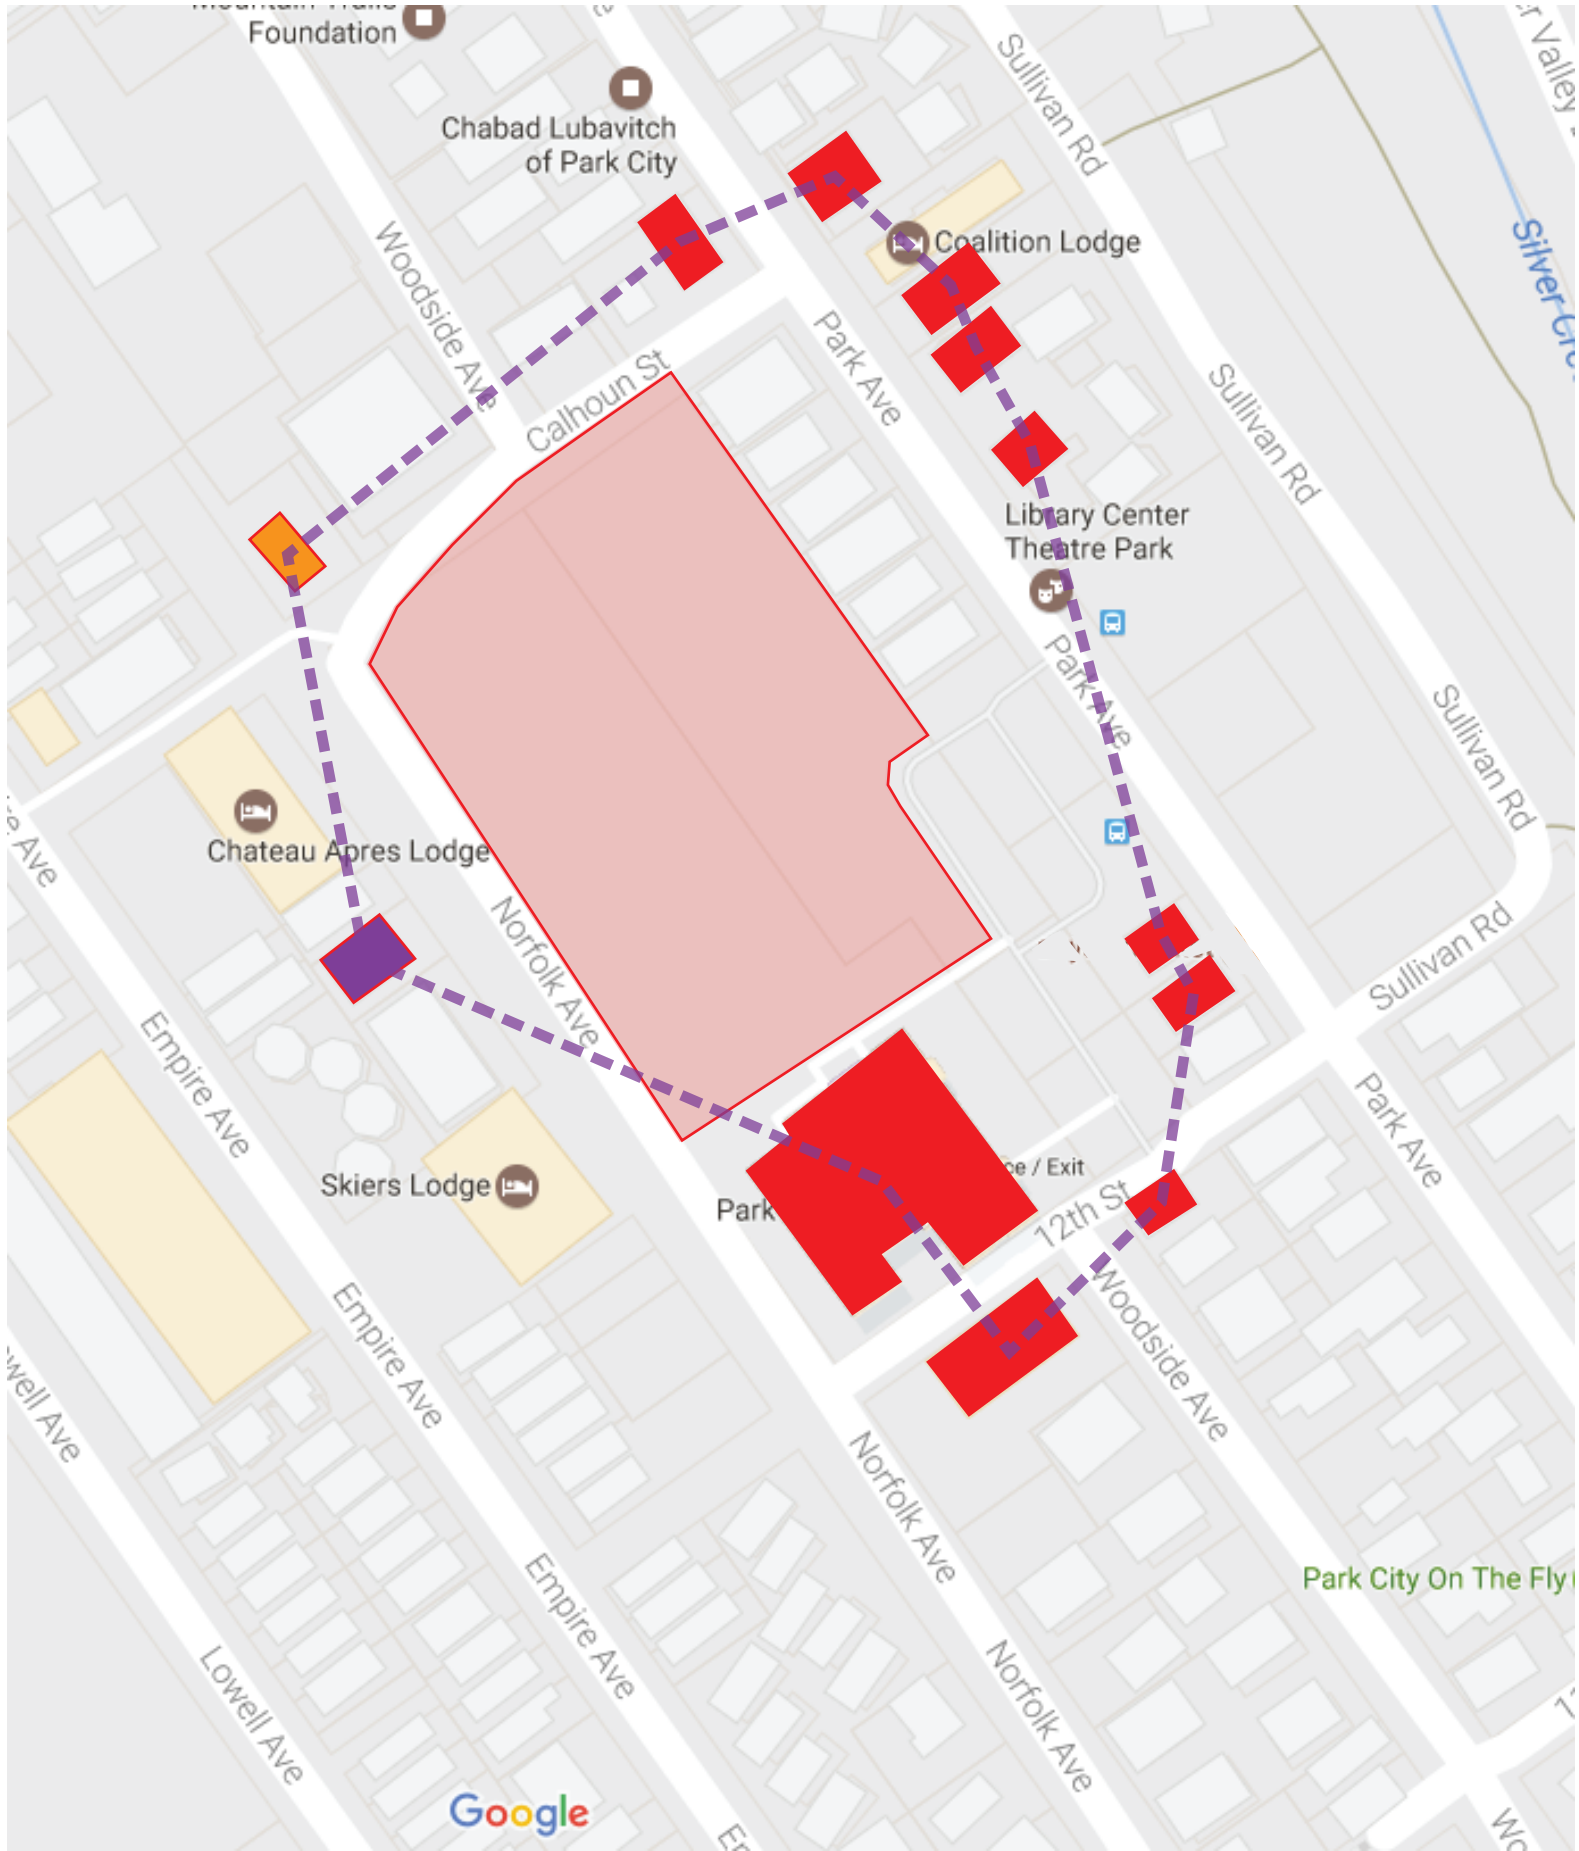 Foundation
Chabad Lubavitch
of Park City
Sullivan Rd
Woodside Ave
Coalition Lodge
Park Ave
Calhoun St
Sullivan Rd
Library Center
Theatre Park
Park Ave
Sullivan Rd
Chateau Apres Lodge
Norfolk Ave
Sullivan Rd
Empire Ave
Park Ave
Skiers Lodge
Park
ce / Exit
12th St
Woodside Ave
Empire Ave
Norfolk Ave
Empire Ave
Park City On The Fly
Lowell Ave
Norfolk Ave
Google